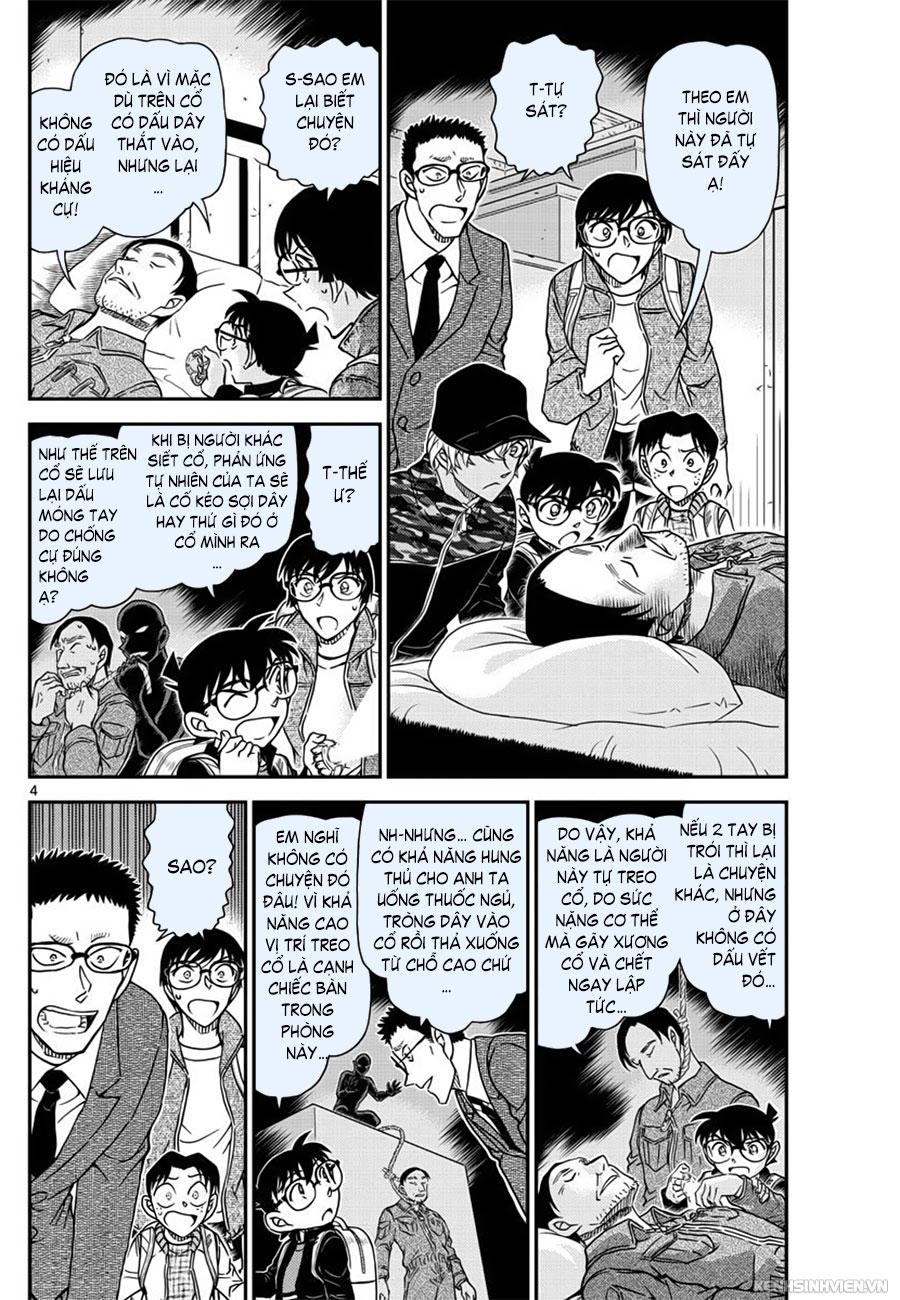 THEO EM
THÌ NGƯỜI
NÀY ĐÃ TỰ
SÁT ĐẤY
Ạ!
T-TỰ
SÁT?
S-SAO EM
LẠI BIẾT
CHUYỆN
ĐÓ?
ĐÓ LÀ VÌ MẶC
DÙ TRÊN CỔ
CÓ DẤU DÂY
THẮT VÀO,
NHƯNG LẠI
...
KHÔNG
CÓ DẤU
HIỆU
KHÁNG
CỰ!
T-THẾ
Ư?
KHI BỊ NGƯỜI KHÁC
SIẾT CỔ, PHẢN ỨNG
TỰ NHIÊN CỦA TA SẼ
LÀ CỐ KÉO SỢI DÂY
HAY THỨ GÌ ĐÓ Ở
CỔ MÌNH RA
...
NHƯ THẾ TRÊN
CỔ SẼ LƯU
LẠI DẤU
MÓNG TAY
DO CHỐNG
CỰ ĐÚNG
KHÔNG
Ạ?
4
NẾU 2 TAY BỊ
TRÓI THÌ LẠI
LÀ CHUYỆN
KHÁC, NHƯNG
Ở ĐÂY
KHÔNG CÓ
DẤU VẾT
ĐÓ...
DO VẬY, KHẢ
NĂNG LÀ NGƯỜI
NÀY TỰ TREO
CỔ, DO SỨC
NẶNG CƠ THỂ
MÀ GÃY XƯƠNG
CỔ VÀ CHẾT
NGAY LẬP
TỨC...
NH-NHƯNG... CŨNG
CÓ KHẢ NĂNG HUNG
THỦ CHO ANH TA
UỐNG THUỐC NGỦ,
TRÒNG DÂY VÀO
CỔ RỒI THẢ XUỐNG
TỪ CHỖ CAO CHỨ
...
EM NGHĨ
KHÔNG CÓ
CHUYỆN ĐÓ
ĐÂU! VÌ KHẢ
NĂNG CAO
VỊ TRÍ TREO
CỔ LÀ CẠNH
CHIẾC BÀN
TRONG
PHÒNG
NÀY...
SAO?
KENHSINHVIEN.VN